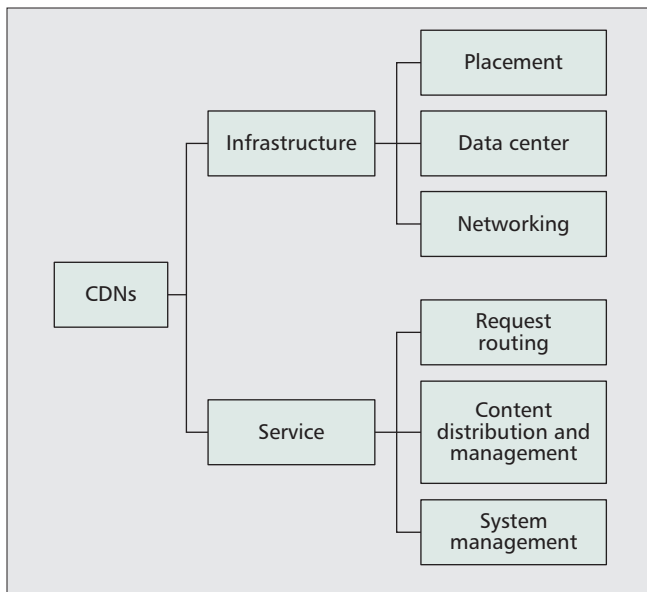 Placement
Infrastructure
Data center
Networking
CDNs
Request
routing
Service
Content
distribution and
management
System
management